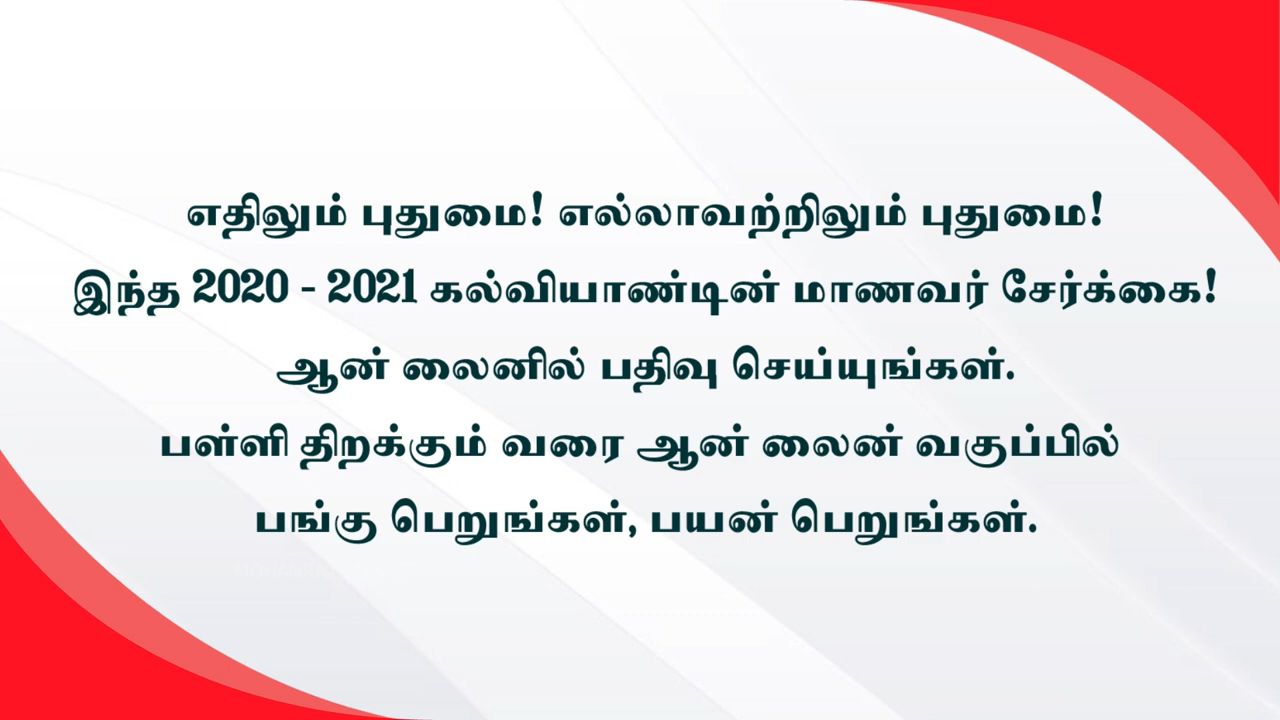 எதிலும் புதுமை! எல்லாவற்றிலும் புதுமை!
இந்த 2020 - 2021 கல்வியாண்டின் மாணவர் சேர்க்கை!
ஆன் லைனில் பதிவு செய்யுங்கள்.
பள்ளி திறக்கும் வரை ஆன் லைன் வகுப்பில்
பங்கு பெறுங்கள், பயன் பெறுங்கள்.